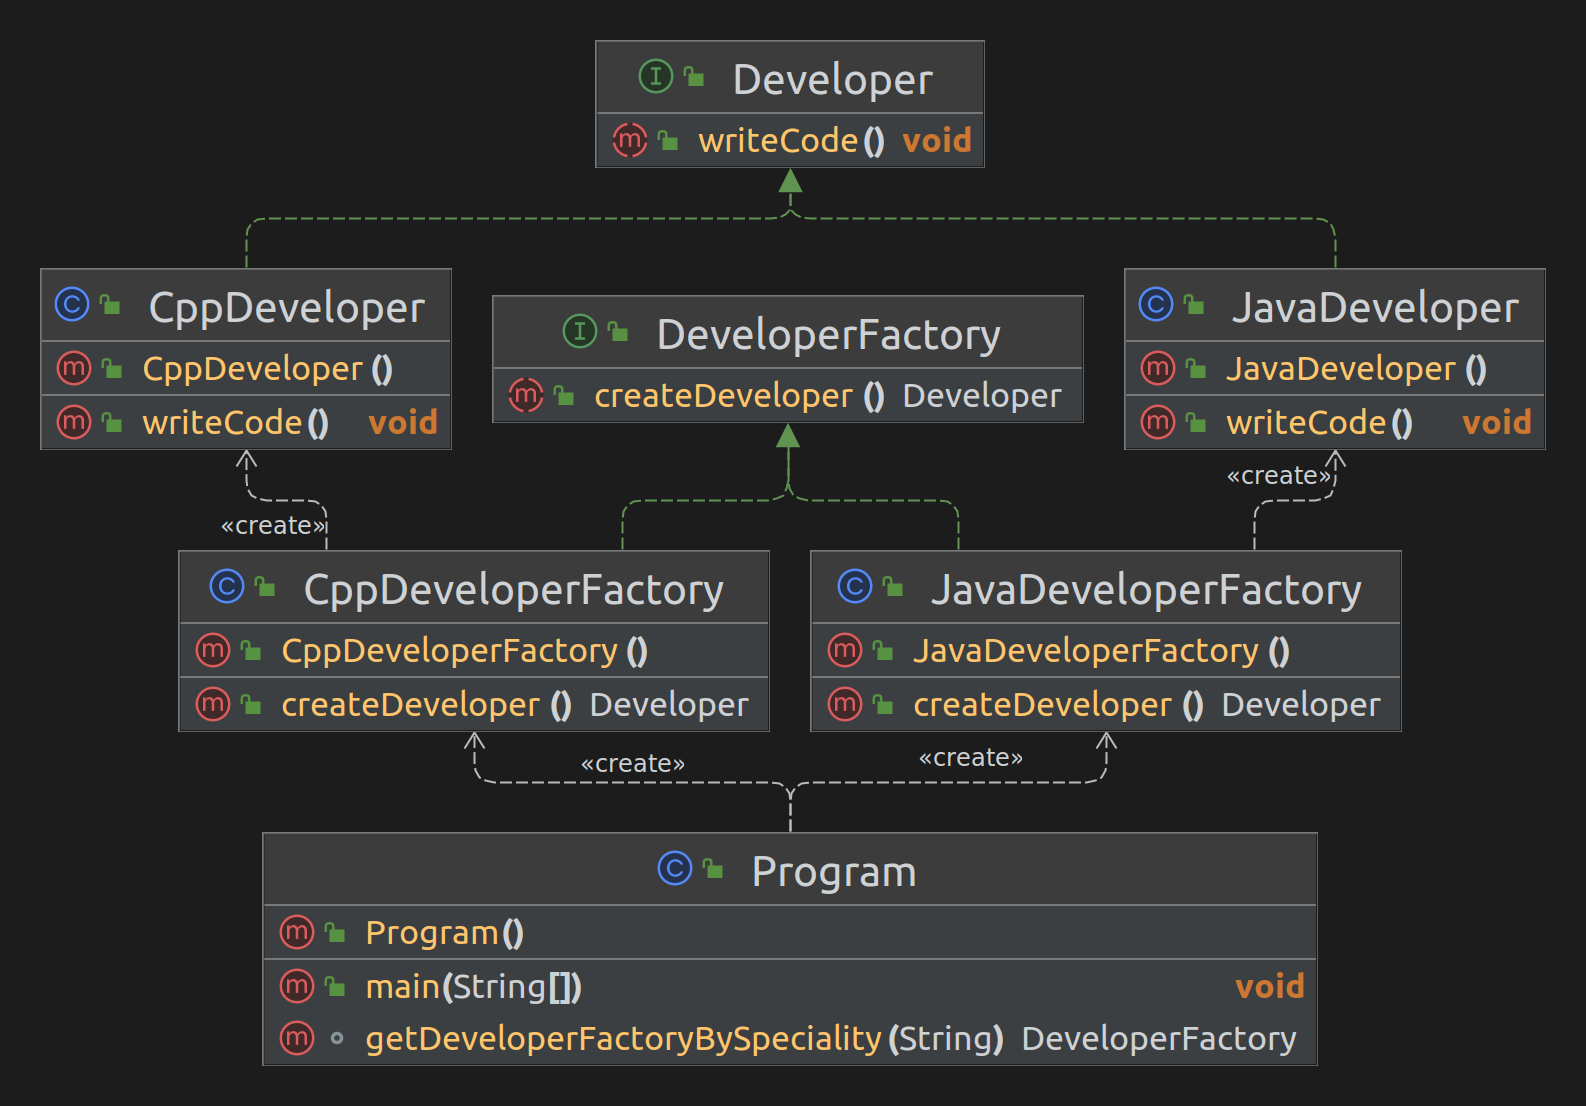 Developer
writeCode() void
CppDeveloper
CppDeveloper()
writeCode() void
DeveloperFactory
createDeveloper() Developer
JavaDeveloper
JavaDeveloper()
writeCode() void
«create»
«create»
CppDeveloperFactory
CppDeveloperFactory()
createDeveloper() Developer
JavaDeveloperFactory
JavaDeveloperFactory()
createDeveloper() Developer
«create»
«create»
Program
Program()
main(String[]) void
getDeveloperFactoryBySpeciality(String) DeveloperFactory